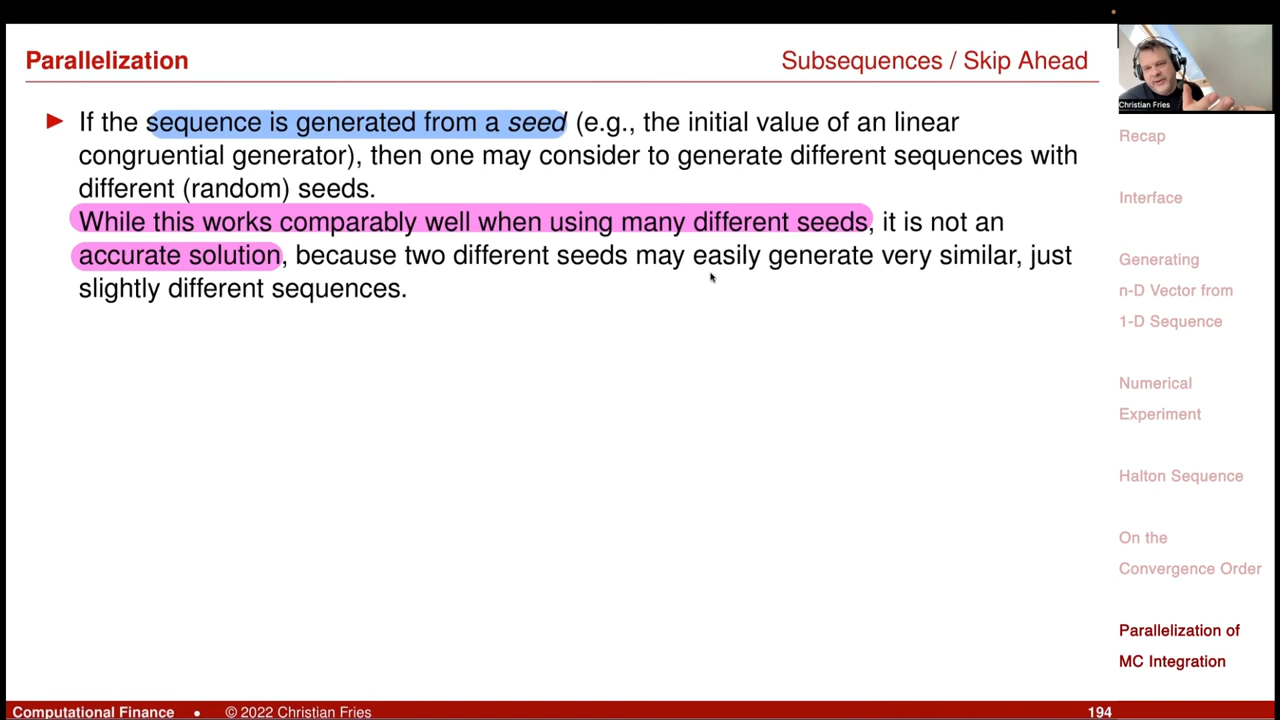 Parallelization
Subsequences / Skip Ahead
► If the sequence is generated from a seed (e.g., the initial value of an linear
congruential generator), then one may consider to generate different sequences with
different (random) seeds.
While this works comparably well when using many different seeds, it is not an
accurate solution, because two different seeds may easily generate very similar, just
slightly different sequences.
Christian Fries
Recap
Interface
Generating
n-D Vector from
1-D Sequence
Numerical
Experiment
Halton Sequence
On the
Convergence Order
Parallelization of
MC Integration
Computational Finance • © 2022 Christian Fries
194